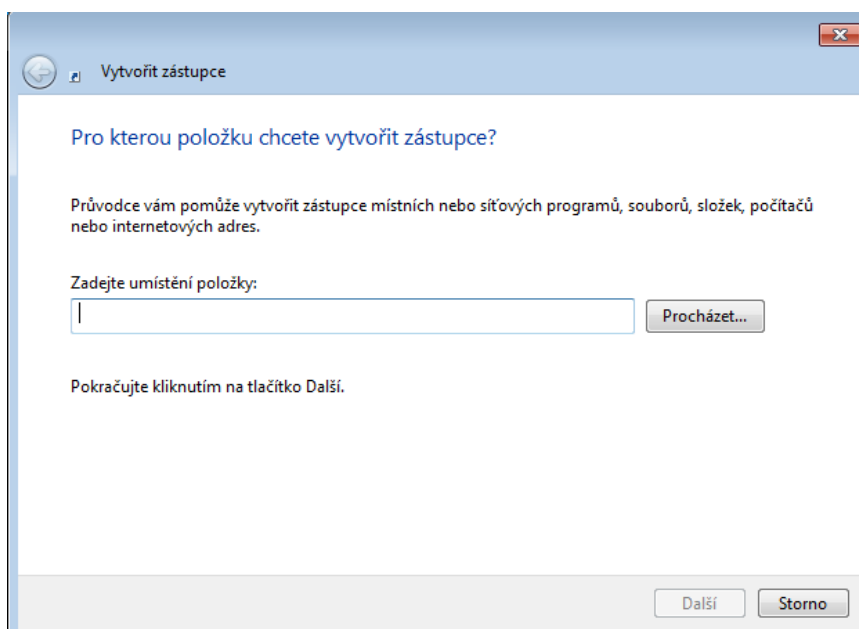 Vytvořit zástupce
Pro kterou položku chcete vytvořit zástupce?
Průvodce vám pomůže vytvořit zástupce místních nebo síťových programů, souborů, složek, počítačů
nebo internetových adres.
Zadejte umístění položky:
Procházet...
Pokračujte kliknutím na tlačítko Další.
Další
Storno